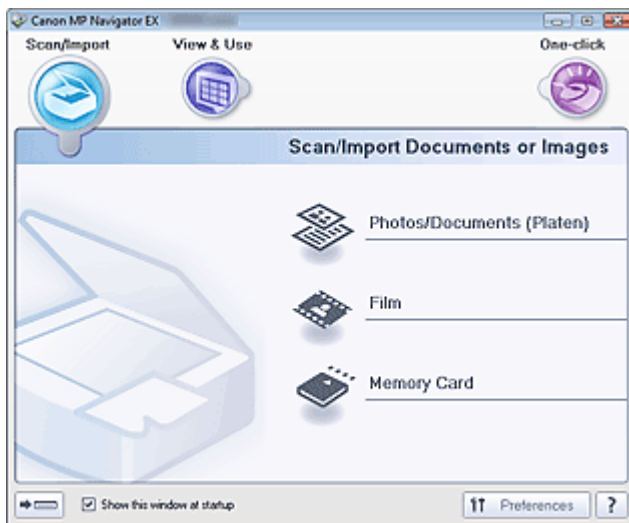 Canon MP Navigator EX
Scan/Import
View & Use
One-click
Scan/Import Documents or Images
Photos/Documents (Platen)
Film
Memory Card
Show this window at startup
Preferences
?